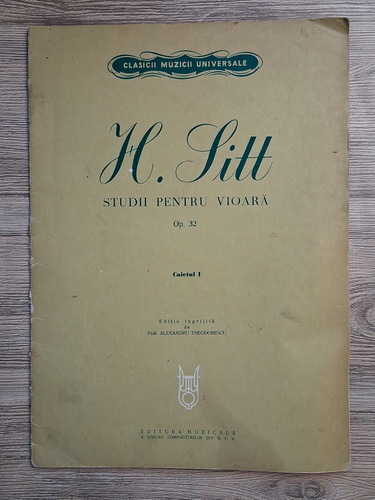 CLASICII MUZICII UNIVERSALE
H. Sitt
STUDII PENTRU VIOARĂ
Op. 32
Caietul I
Ediție îngrijită
de
Prof. ALEXANDRU THEODORESCU
EDITURA MUZICALĂ
A UNIUNII COMPOZITORILOR DIN R. P. R.